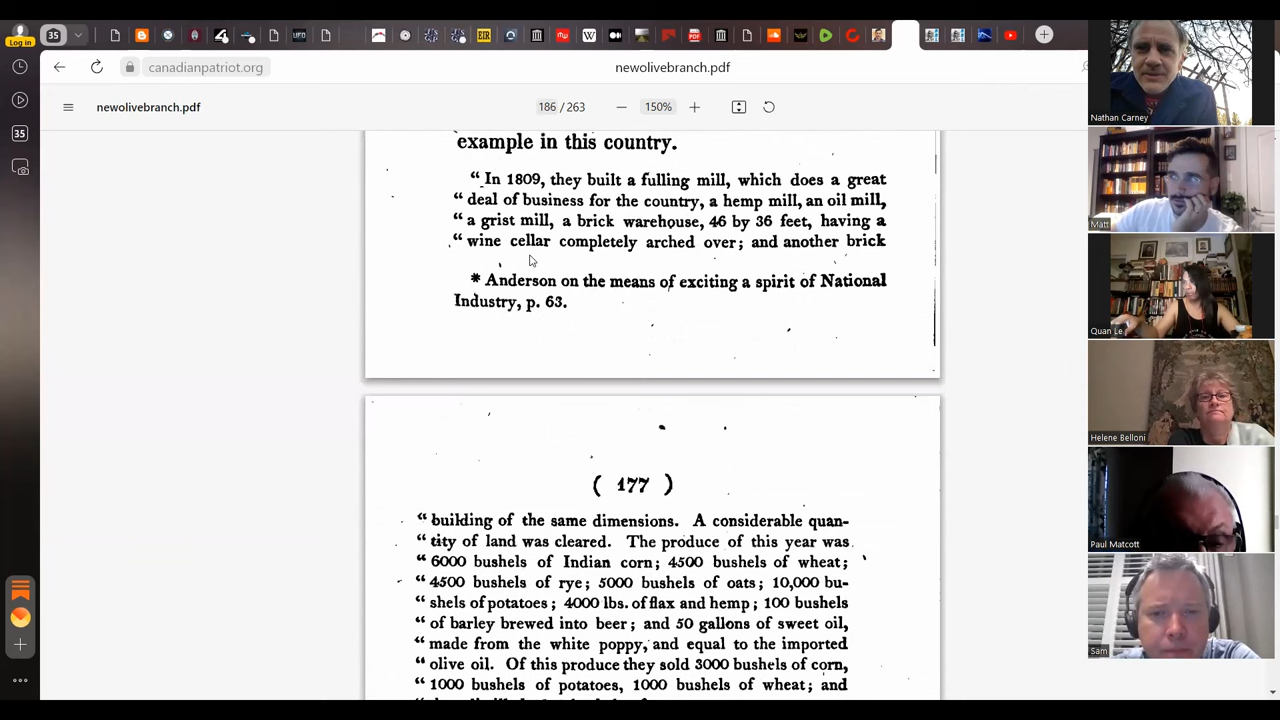 Log in
35
canadianpatriot.org
newolivebranch.pdf
newolivebranch.pdf
186 / 263
150%
35
example in this country.
“ In 1809, they built a fulling mill, which does a great
“ deal of business for the country, a hemp mill, an oil mill,
“ a grist mill, a brick warehouse, 46 by 36 feet, having a
“ wine cellar completely arched over; and another brick
* Anderson on the means of exciting a spirit of National
Industry, p. 63.
( 177 )
“ building of the same dimensions. A considerable quan-
“ tity of land was cleared. The produce of this year was
“ 6000 bushels of Indian corn; 4500 bushels of wheat;
“ 4500 bushels of rye; 5000 bushels of oats; 10,000 bu-
“ shels of potatoes; 4000 lbs. of flax and hemp; 100 bushels
“ of barley brewed into beer; and 50 gallons of sweet oil,
“ made from the white poppy, and equal to the imported
“ olive oil. Of this produce they sold 3000 bushels of corn,
“ 1000 bushels of potatoes, 1000 bushels of wheat; and
Nathan Carney
Matt
Quan Le
Helene Belloni
Paul Matcott
Sam